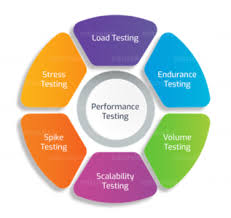 Load Testing
Endurance
Testing
Volume
Testing
Scalability
Testing
Spike
Testing
Stress
Testing
Performance
Testing